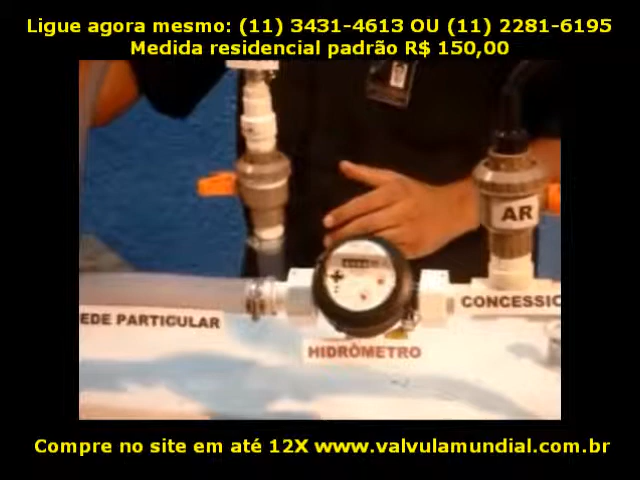 Ligue agora mesmo: (11) 3431-4613 OU (11) 2281-6195
Medida residencial padrão R$ 150,00
AR
CONCESSIO
EDE PARTICULAR
HIDRÔMETRO
Compre no site em até 12X www.valvulamundial.com.br